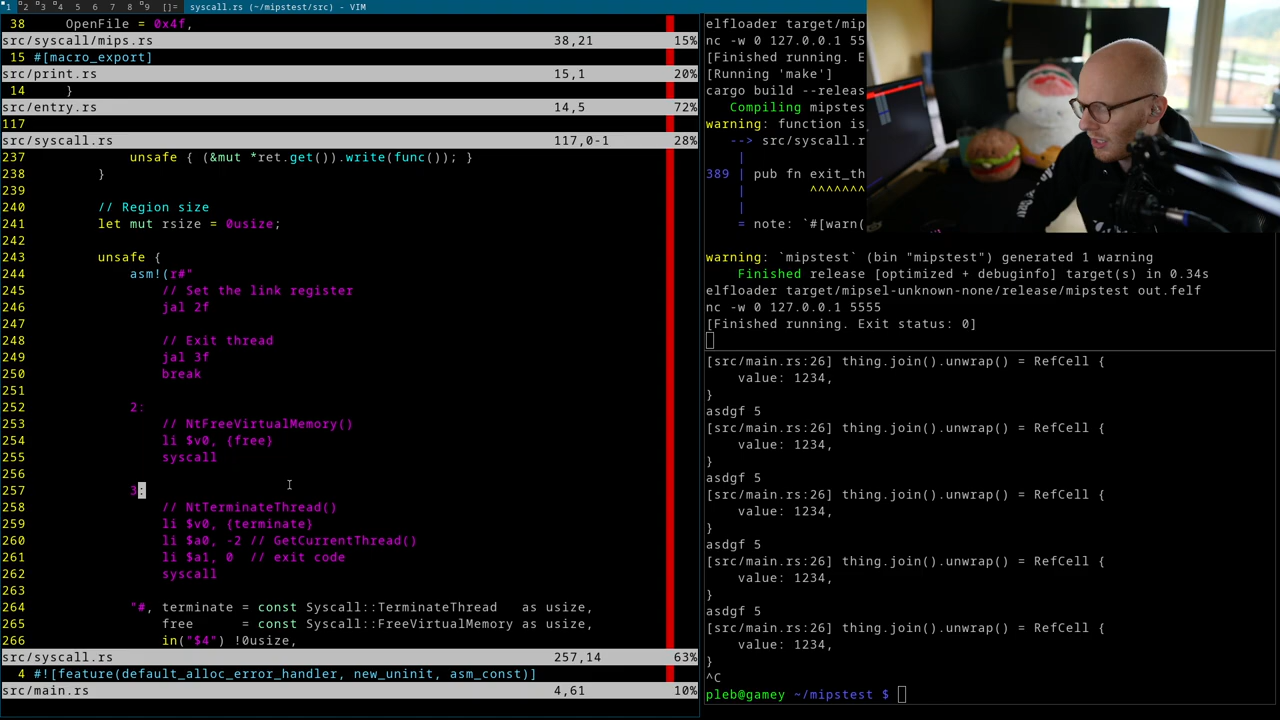 1 2 3 4 5 6 7 8 9 []= syscall.rs (~/mipstest/src) - VIM
38 OpenFile = 0x4f,
src/syscall/mips.rs 38,21 15%
15 #[macro_export]
src/print.rs 15,1 20%
14 }
src/entry.rs 14,5 72%
117
src/syscall.rs 117,0-1 28%
237 unsafe { (&mut *ret.get()).write(func()); }
238 }
239
240 // Region size
241 let mut rsize = 0usize;
242
243 unsafe {
244 asm!(r#"
245 // Set the link register
246 jal 2f
247
248 // Exit thread
249 jal 3f
250 break
251
252 2:
253 // NtFreeVirtualMemory()
254 li $v0, {free}
255 syscall
256
257 3:
258 // NtTerminateThread()
259 li $v0, {terminate}
260 li $a0, -2 // GetCurrentThread()
261 li $a1, 0 // exit code
262 syscall
263
264 "#, terminate = const Syscall::TerminateThread as usize,
265 free = const Syscall::FreeVirtualMemory as usize,
266 in("$4") !0usize,
src/syscall.rs 257,14 63%
4 #![feature(default_alloc_error_handler, new_uninit, asm_const)]
src/main.rs 4,61 10%
elfloader target/mip
nc -w 0 127.0.0.1 55
[Finished running. E
[Running 'make']
cargo build --releas
Compiling mipstes
warning: function is
--> src/syscall.r
|
389 | pub fn exit_th
| ^^^^^^^
|
= note: `#[warn(
warning: `mipstest` (bin "mipstest") generated 1 warning
Finished release [optimized + debuginfo] target(s) in 0.34s
elfloader target/mipsel-unknown-none/release/mipstest out.felf
nc -w 0 127.0.0.1 5555
[Finished running. Exit status: 0]
[src/main.rs:26] thing.join().unwrap() = RefCell {
value: 1234,
}
asdgf 5
[src/main.rs:26] thing.join().unwrap() = RefCell {
value: 1234,
}
asdgf 5
[src/main.rs:26] thing.join().unwrap() = RefCell {
value: 1234,
}
asdgf 5
[src/main.rs:26] thing.join().unwrap() = RefCell {
value: 1234,
}
asdgf 5
[src/main.rs:26] thing.join().unwrap() = RefCell {
value: 1234,
}
^C
pleb@gamey ~/mipstest $